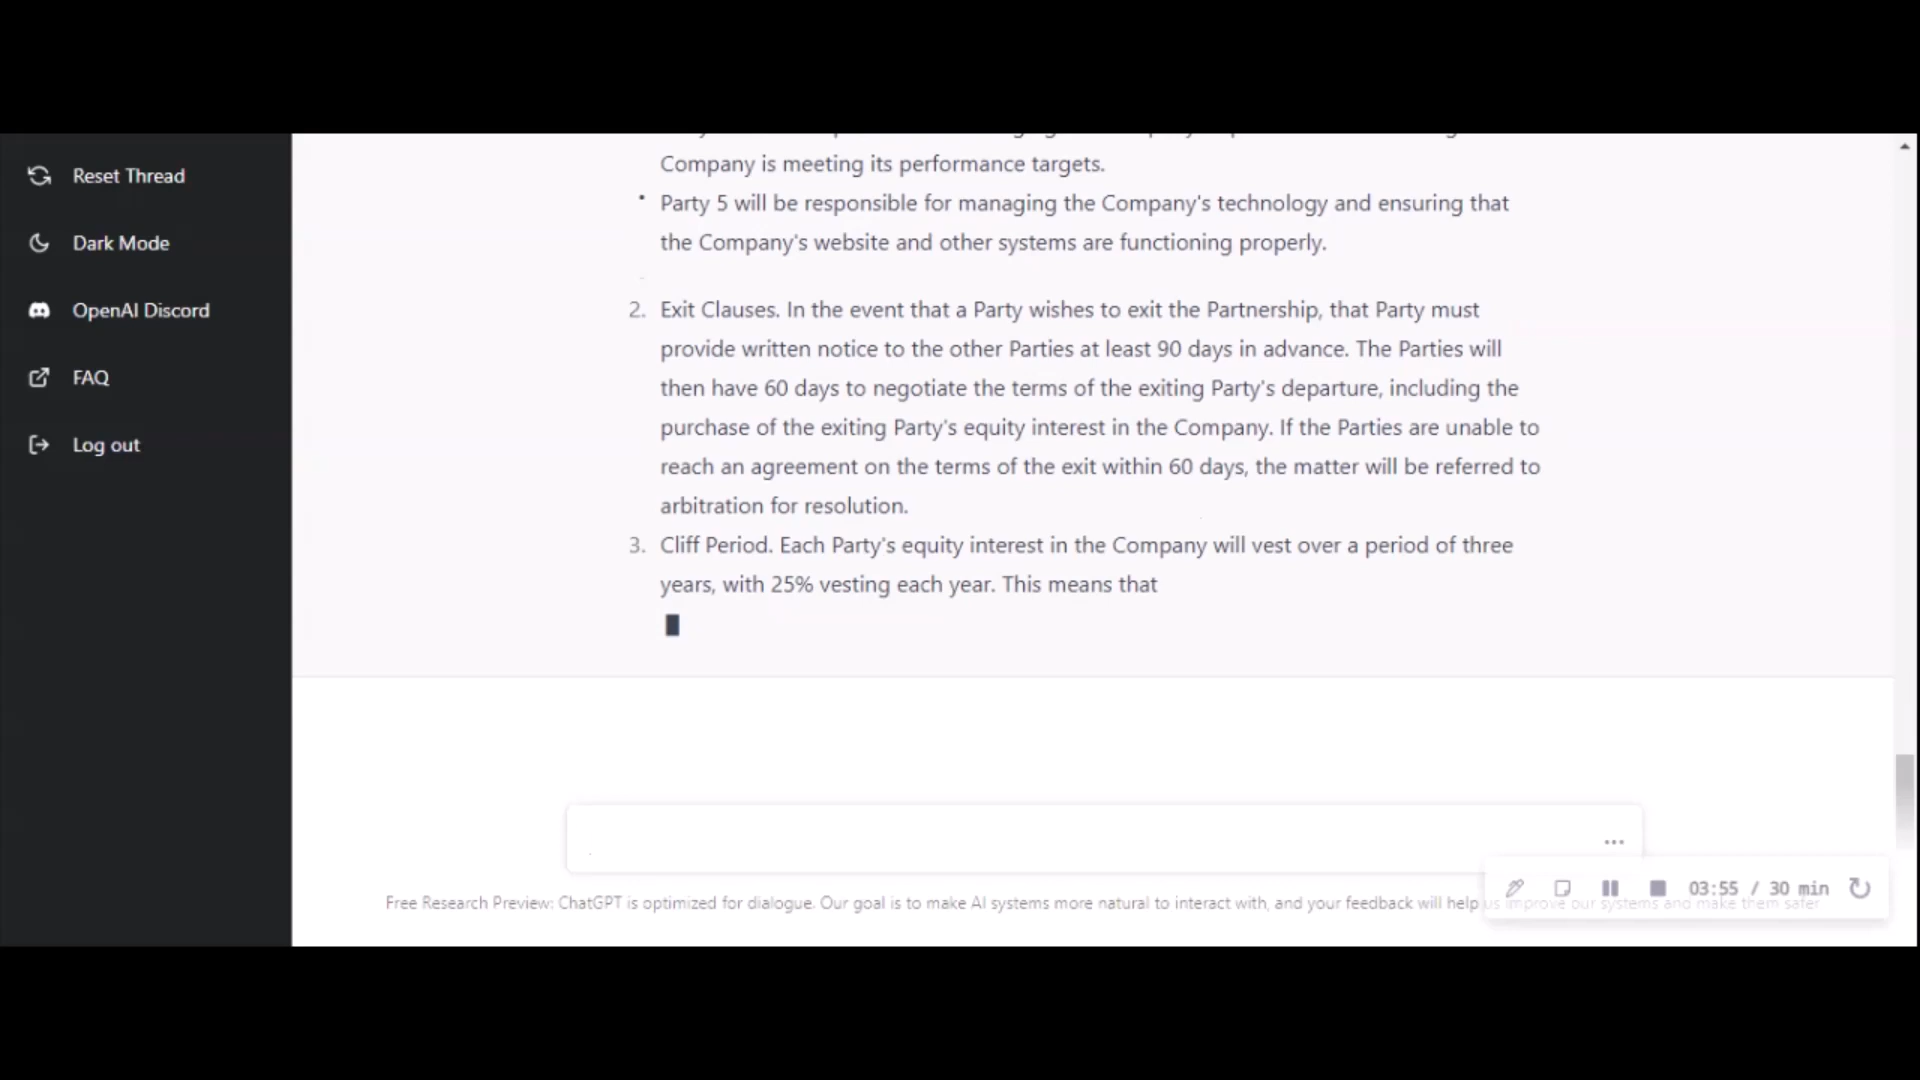 Reset Thread
Dark Mode
OpenAI Discord
FAQ
Log out
Company is meeting its performance targets.
Party 5 will be responsible for managing the Company's technology and ensuring that
the Company's website and other systems are functioning properly.
2. Exit Clauses. In the event that a Party wishes to exit the Partnership, that Party must
provide written notice to the other Parties at least 90 days in advance. The Parties will
then have 60 days to negotiate the terms of the exiting Party's departure, including the
purchase of the exiting Party's equity interest in the Company. If the Parties are unable to
reach an agreement on the terms of the exit within 60 days, the matter will be referred to
arbitration for resolution.
3. Cliff Period. Each Party's equity interest in the Company will vest over a period of three
years, with 25% vesting each year. This means that
Free Research Preview: ChatGPT is optimized for dialogue. Our goal is to make AI systems more natural to interact with, and your feedback will help us improve our systems and make them safer
03:55 / 30 min